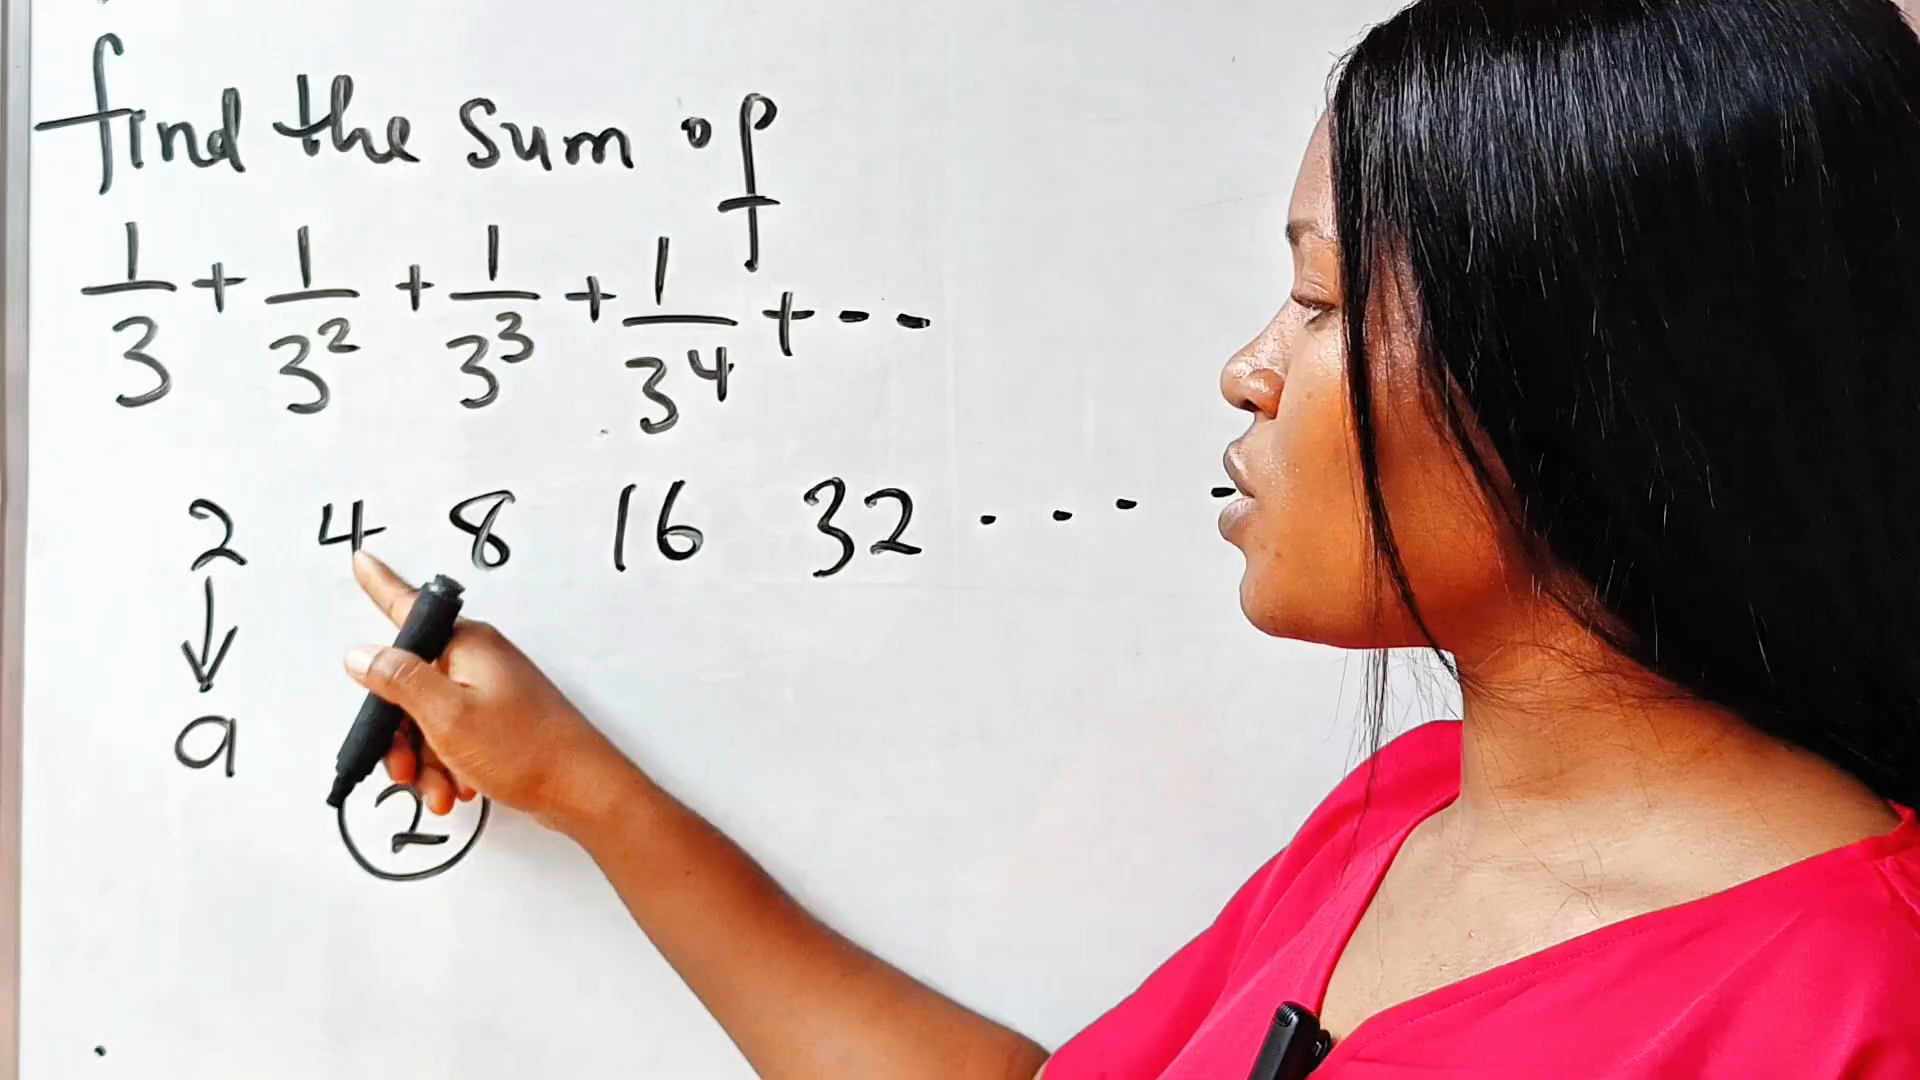 find the sum of
1/3 + 1/3² + 1/3³ + 1/3⁴ + - -
2 4 8 16 32 . . . -
↓
a
2